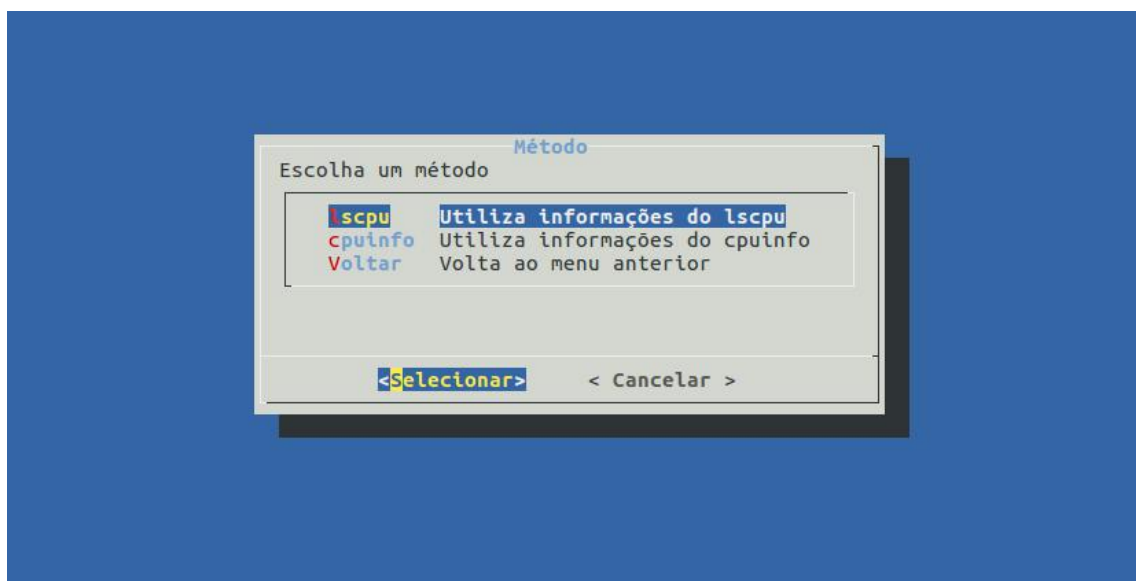 Método
Escolha um método
lscpu Utiliza informações do lscpu
cpuinfo Utiliza informações do cpuinfo
Voltar Volta ao menu anterior
<Selecionar> < Cancelar >